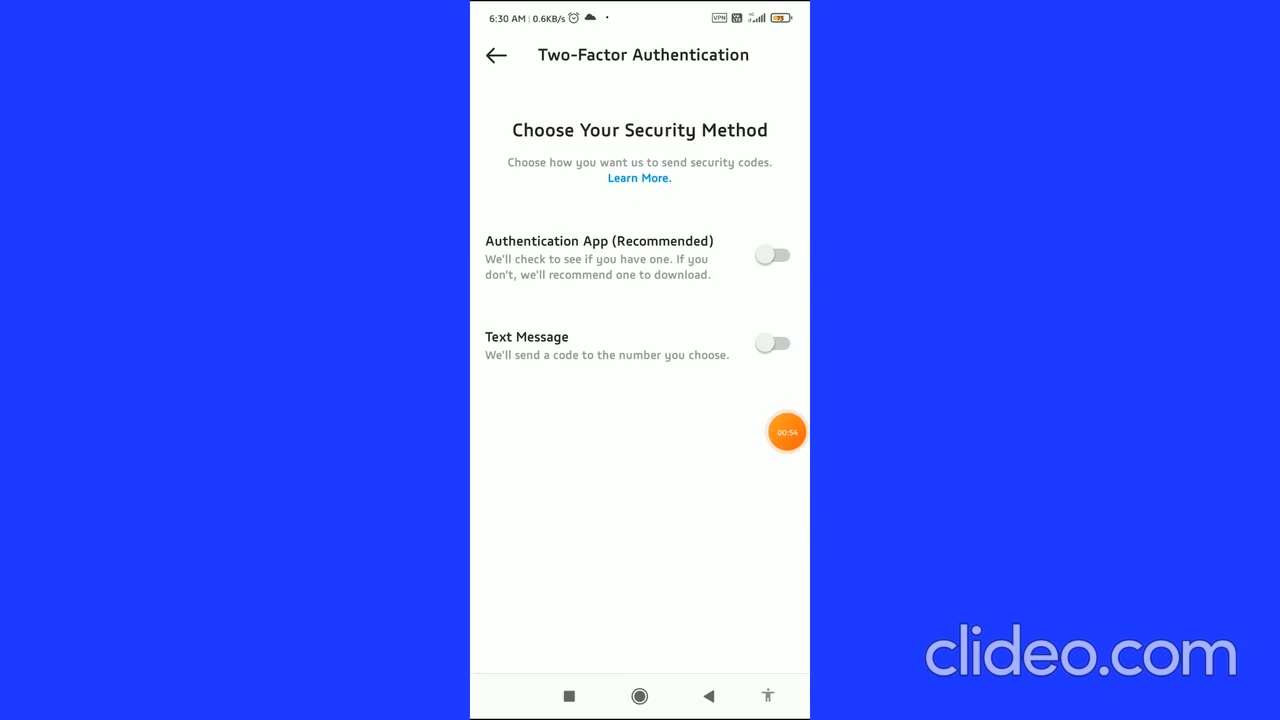 6:30 AM | 0.6KB/s
VPN
4G
73
Two-Factor Authentication
Choose Your Security Method
Choose how you want us to send security codes.
Learn More.
Authentication App (Recommended)
We'll check to see if you have one. If you
don't, we'll recommend one to download.
Text Message
We'll send a code to the number you choose.
00:54
clideo.com